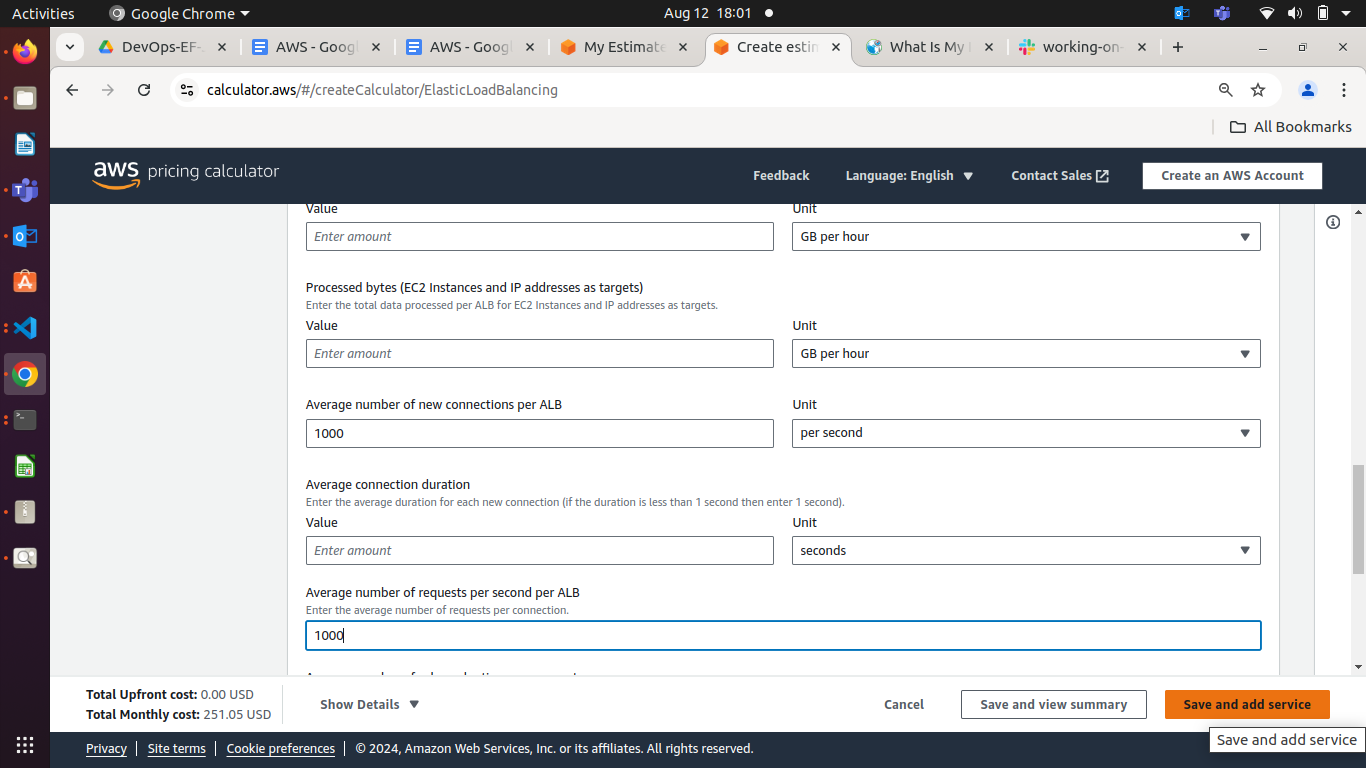 Activities
Google Chrome
Aug 12 18:01
DevOps-EF-
AWS - Goog
AWS - Goog
My Estimate
Create estin
What Is My
working-on-
calculator.aws/#/createCalculator/ElasticLoadBalancing
All Bookmarks
aws pricing calculator
Feedback
Language: English
Contact Sales
Create an AWS Account
Value
Unit
Enter amount
GB per hour
Processed bytes (EC2 Instances and IP addresses as targets)
Enter the total data processed per ALB for EC2 Instances and IP addresses as targets.
Value
Unit
Enter amount
GB per hour
Average number of new connections per ALB
Unit
1000
per second
Average connection duration
Enter the average duration for each new connection (if the duration is less than 1 second then enter 1 second).
Value
Unit
Enter amount
seconds
Average number of requests per second per ALB
Enter the average number of requests per connection.
1000
Total Upfront cost: 0.00 USD
Total Monthly cost: 251.05 USD
Show Details
Cancel
Save and view summary
Save and add service
Privacy
Site terms
Cookie preferences
© 2024, Amazon Web Services, Inc. or its affiliates. All rights reserved.
Save and add service